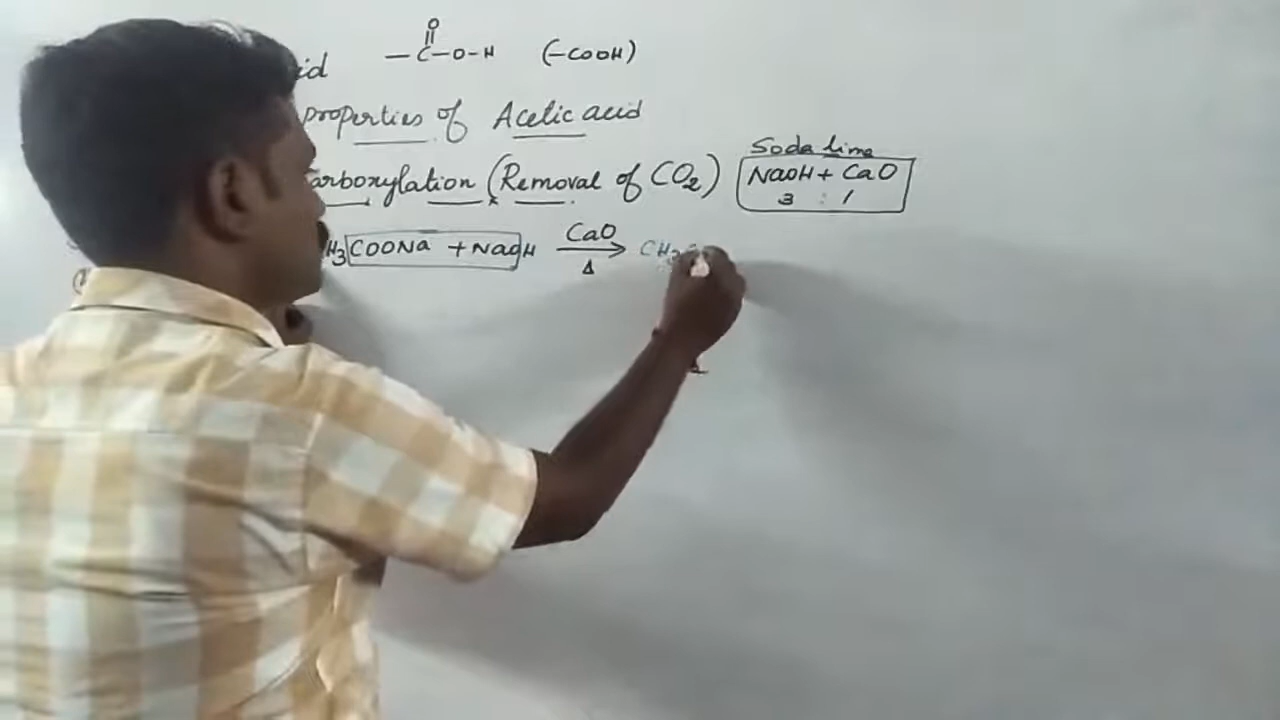 id —C(=O)—O–H (–COOH)
properties of Acetic acid
arboxylation (Removal of CO₂)
Soda lime
NaOH + CaO
3 : 1
H₃COONa + NaOH CaO → Δ CH₃